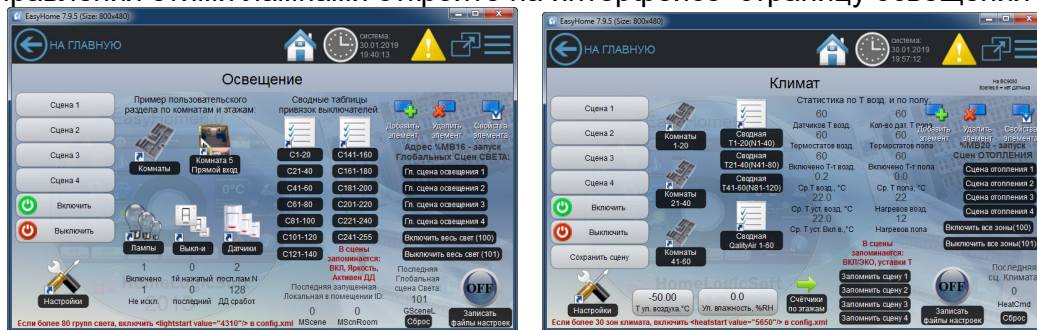 правления этими лампами откройте на интерфейсе страницу освещения
EasyHome 7.9.5 (Size: 800x480)
НА ГЛАВНУЮ
система:
30.01.2019
19:40:13
Освещение
Сцена 1
Сцена 2
Сцена 3
Сцена 4
Включить
Выключить
Настройки
Пример пользовательского
раздела по комнатам и этажам:
Комнаты
Комната 5
Прямой вход
Лампы
Выкл-и
Датчики
1 0 2
Включено 1й нажатый посл.лам N
1 0 128
Не искл. последний ДД сработ.
Сводные таблицы
привязок выключателей:
C1-20 C141-160
C21-40 C161-180
C41-60 C181-200
C61-80 C201-220
C81-100 C221-240
C101-120 C241-255
C121-140
В сцены
запоминается:
ВКЛ, Яркость,
Активен ДД
Последняя запущенная
Локальная в помещении ID:
0 0
MScene MScnRoom
Добавить
элемент
Удалить
элемент
Свойства
элемента
Адрес %MB16 - запуск
Глобальных Сцен СВЕТА:
Гл. сцена освещения 1
Гл. сцена освещения 2
Гл. сцена освещения 3
Гл. сцена освещения 4
Включить весь свет (100)
Выключить весь свет (101)
Последняя
Глобальная
сцена Света:
101
GSceneL
Сброс
OFF
Записать
файлы настроек
Если более 80 групп света, включить <lightstart value="4310"/> в config.xml
EasyHome 7.9.5 (Size: 800x480)
НА ГЛАВНУЮ
система:
30.01.2019
19:57:12
Климат
Сцена 1
Сцена 2
Сцена 3
Сцена 4
Включить
Выключить
Сохранить сцену
Настройки
Комнаты
1-20
Комнаты
21-40
Комнаты
41-60
Сводная
T1-20(N1-40)
Сводная
T21-40(N41-80)
Сводная
T41-60(N81-120)
Сводная
QalityAir 1-60
Статистика по Т возд. и по полу:
60 60
Датчиков Т возд.
60 60
Термостатов возд. Термостатов пола
60 60
Включено Т-т возд. Включено Т-т пола
0.2 0.0
Ср.Т возд., °C Ср. Т пола, °C
22.0 22
Ср. Т уст. возд, °C Нагревов возд.
22.0 12
Ср. Т уст. Вкл.в., °C Нагревов пола
Добавить
элемент
Удалить
элемент
%MB20 - запуск
Сцен ОТОПЛЕНИЯ
Сцена отопления 1
Сцена отопления 2
Сцена отопления 3
Сцена отопления 4
Включить все зоны(100)
Выключить все зоны(101)
В сцены
запоминается:
ВКЛ/ЭКО, уставки Т
Запомнить сцену 1
Запомнить сцену 2
Запомнить сцену 3
Запомнить сцену 4
-50.00
Т ул. воздуха,°C
0.0
Ул. влажность, %RH
Счётчики
по этажам
OFF
Записать
файлы настроек
Последняя
сц. Климата
0
HeatCmd
Сброс
Если более 30 зон климата, включить <heatstart value="5650"/> в config.xml